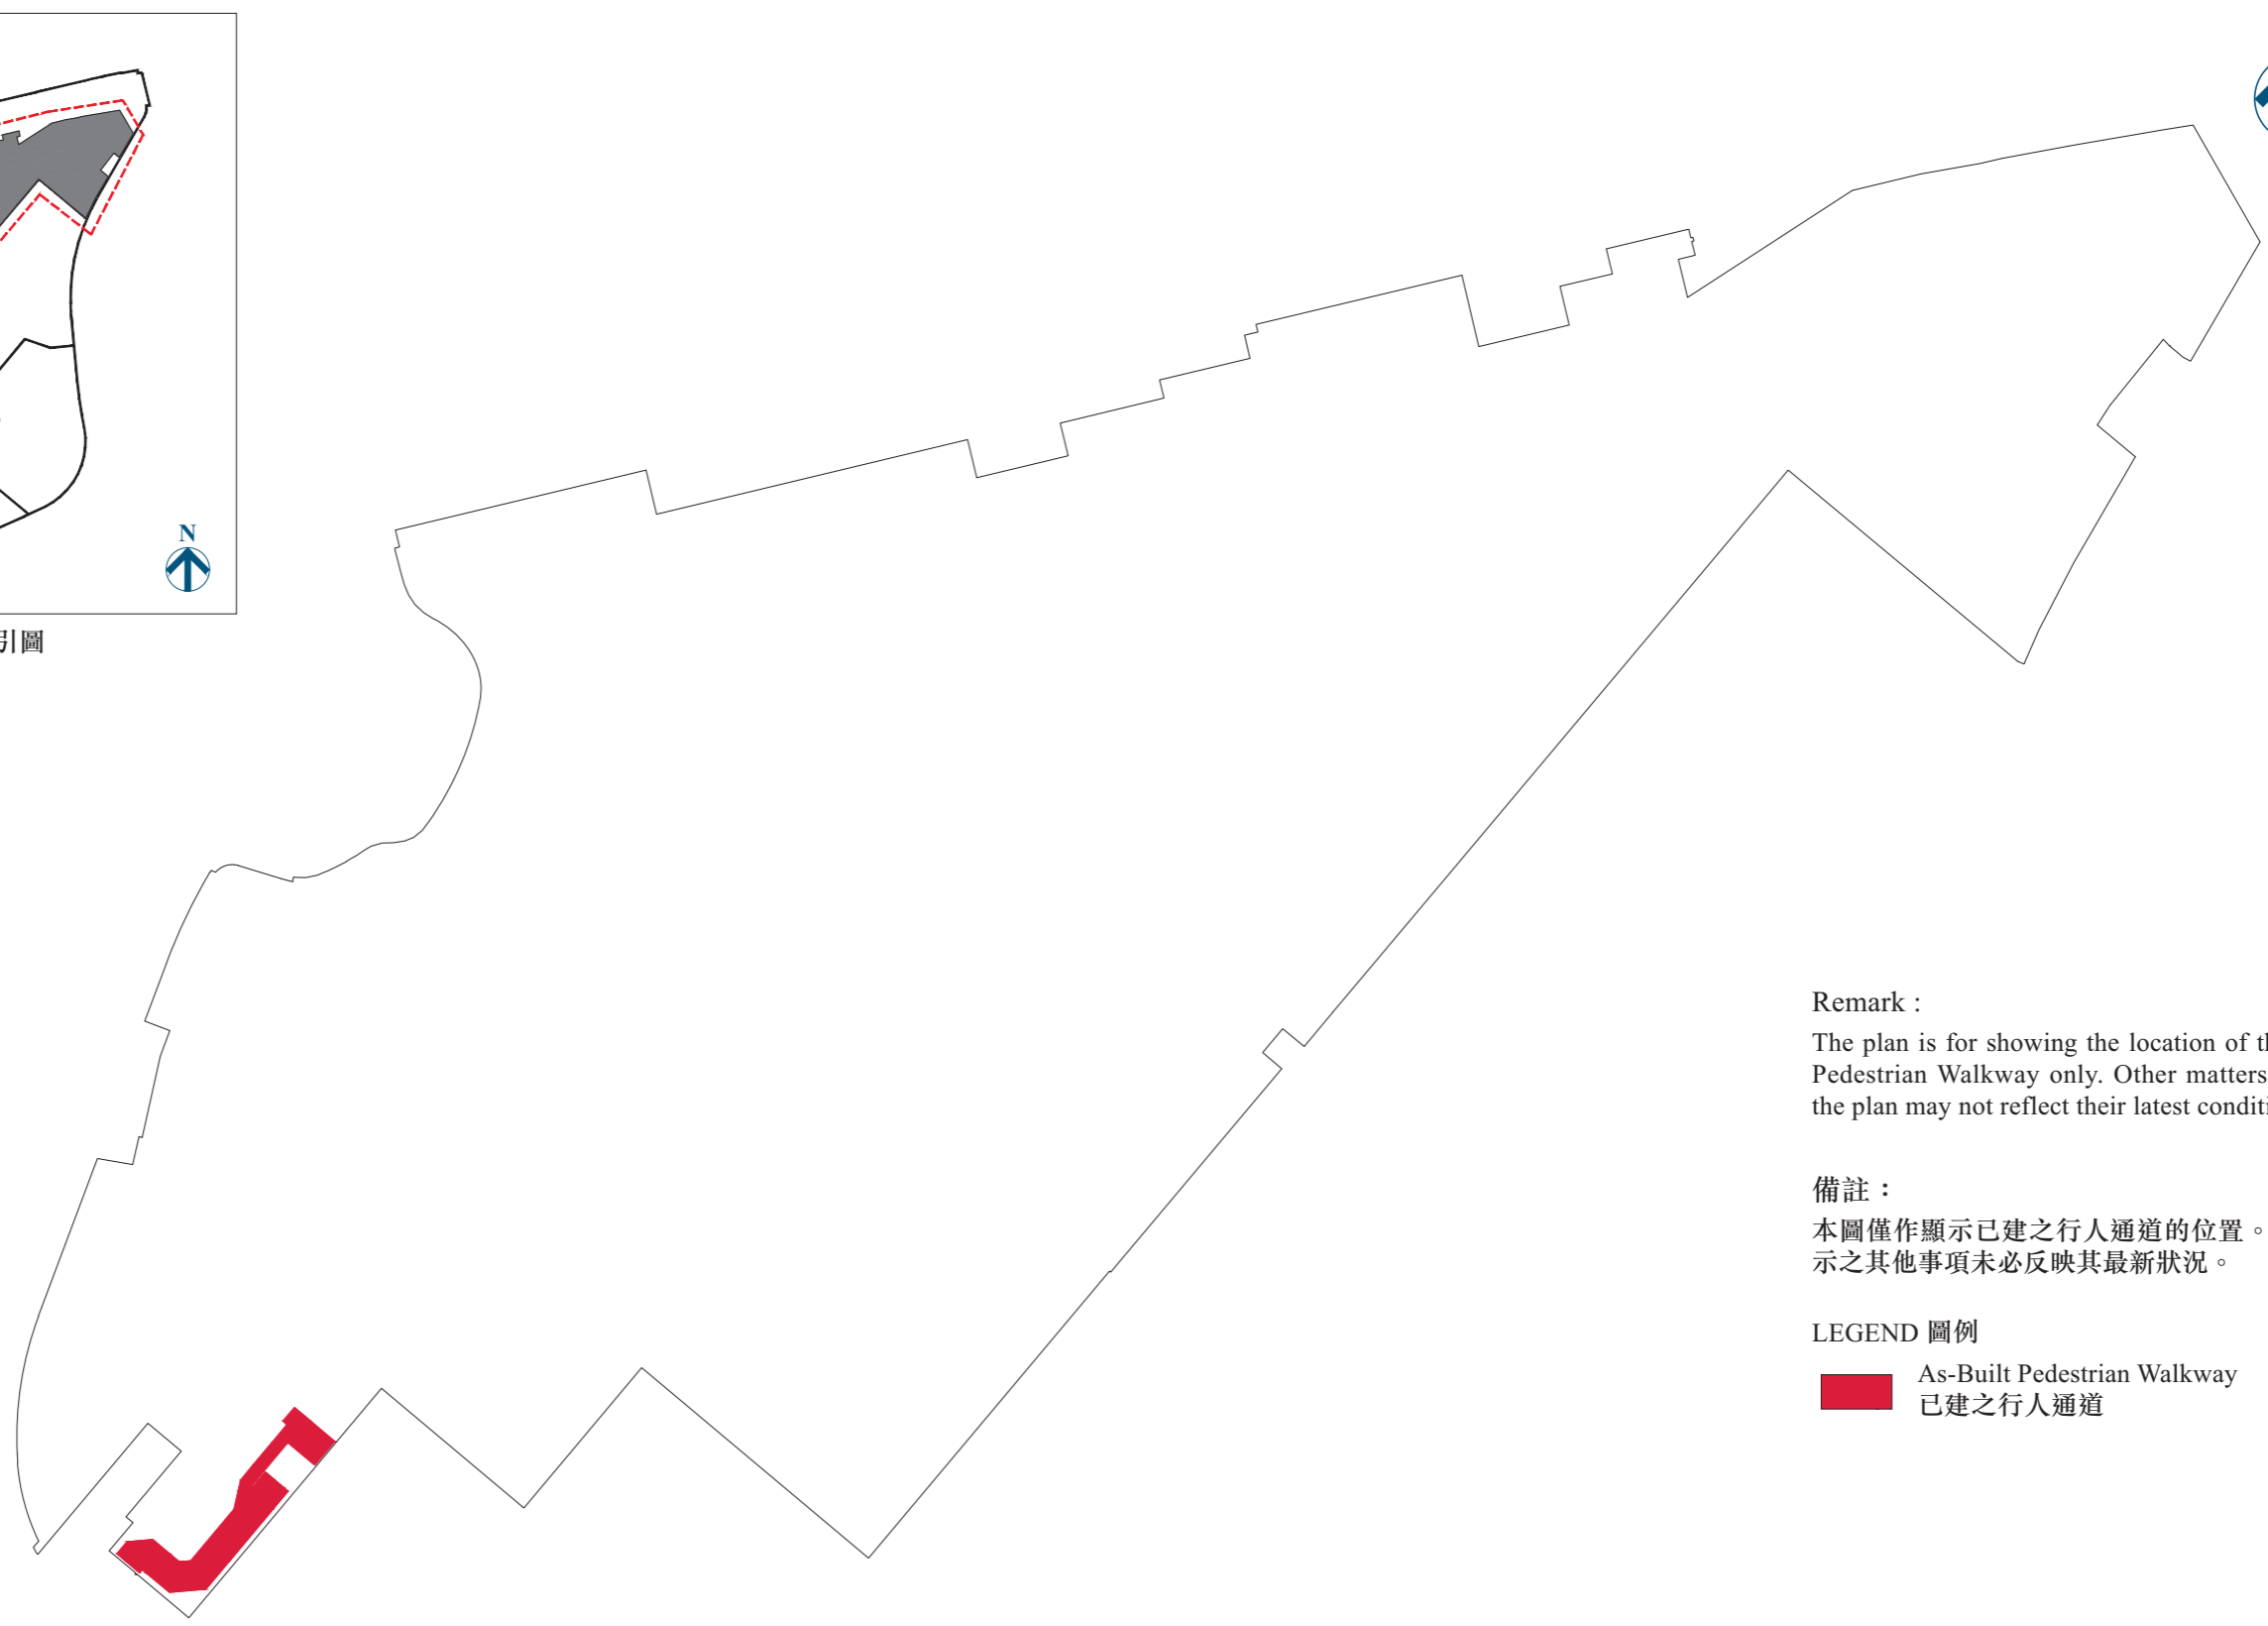 N
引圖
Remark :
The plan is for showing the location of
Pedestrian Walkway only. Other matters
the plan may not reflect their latest
備註：
本圖僅作顯示已建之行人通道的位置。
示之其他事項未必反映其最新狀況。
LEGEND 圖例
As-Built Pedestrian Walkway
已建之行人通道